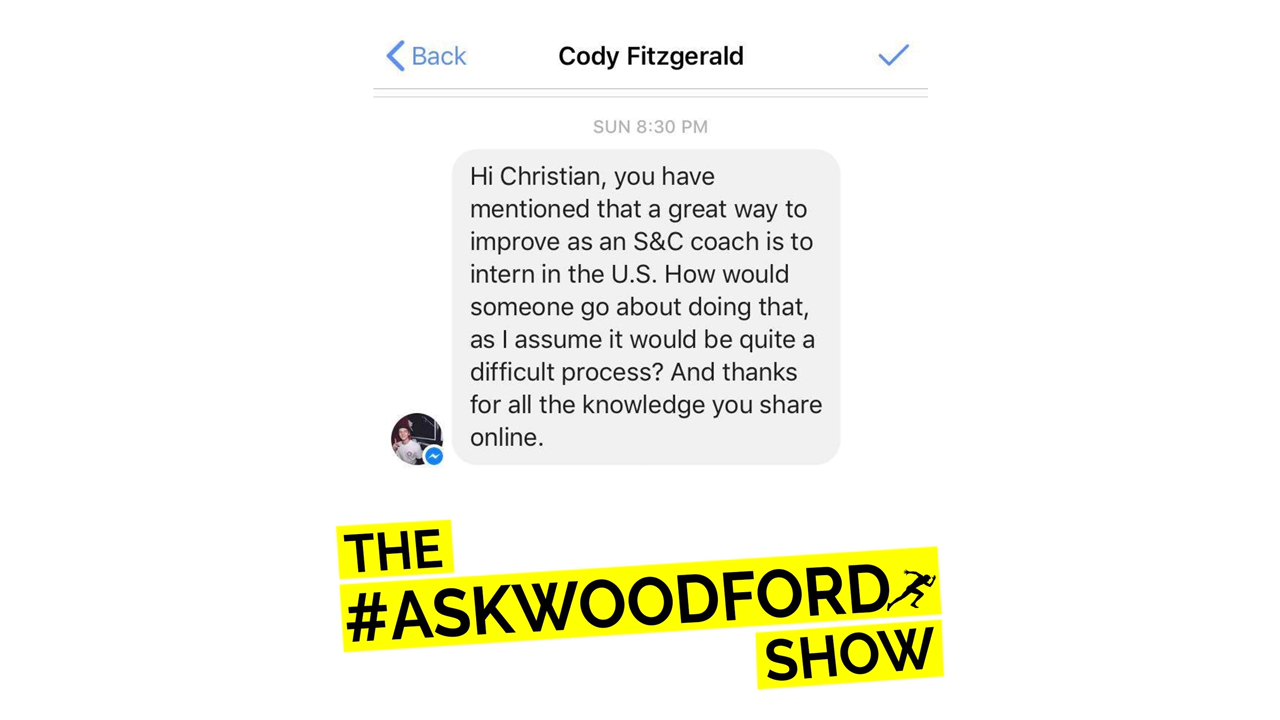 Back
Cody Fitzgerald
SUN 8:30 PM
Hi Christian, you have
mentioned that a great way to
improve as an S&C coach is to
intern in the U.S. How would
someone go about doing that,
as I assume it would be quite a
difficult process? And thanks
for all the knowledge you share
online.
THE
#ASKWOODFORD
SHOW